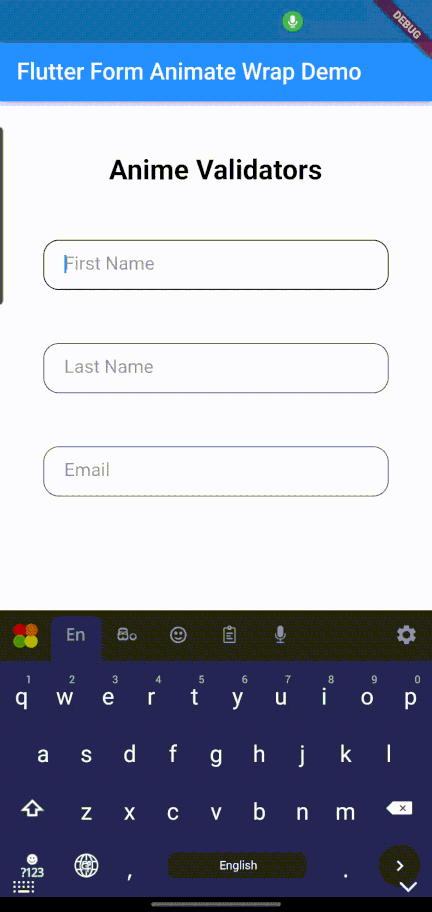 DEBUG
Flutter Form Animate Wrap Demo
Anime Validators
First Name
Last Name
Email
En
1 2 3 4 5 6 7 8 9 0
q w e r t y u i o p
a s d f g h j k l
z x c v b n m
?123 , English .